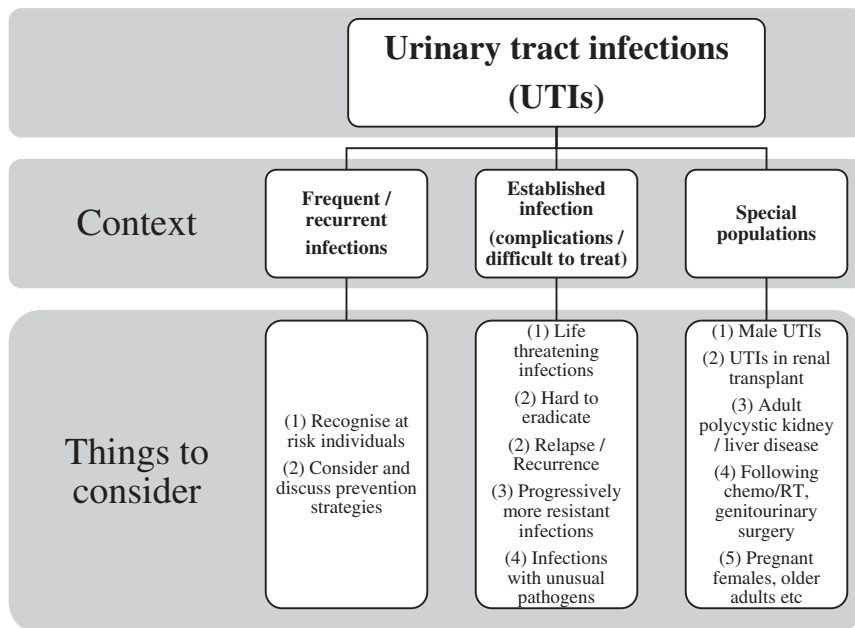 Urinary tract infections
(UTIs)
Context
Frequent /
recurrent
infections
Established
infection
(complications /
difficult to treat)
Special
populations
Things to
consider
(1) Recognise at
risk individuals
(2) Consider and
discuss prevention
strategies
(1) Life
threatening
infections
(2) Hard to
eradicate
(2) Relapse /
Recurrence
(3) Progressively
more resistant
infections
(4) Infections
with unusual
pathogens
(1) Male UTIs
(2) UTIs in renal
transplant
(3) Adult
polycystic kidney
/ liver disease
(4) Following
chemo/RT,
genitourinary
surgery
(5) Pregnant
females, older
adults etc